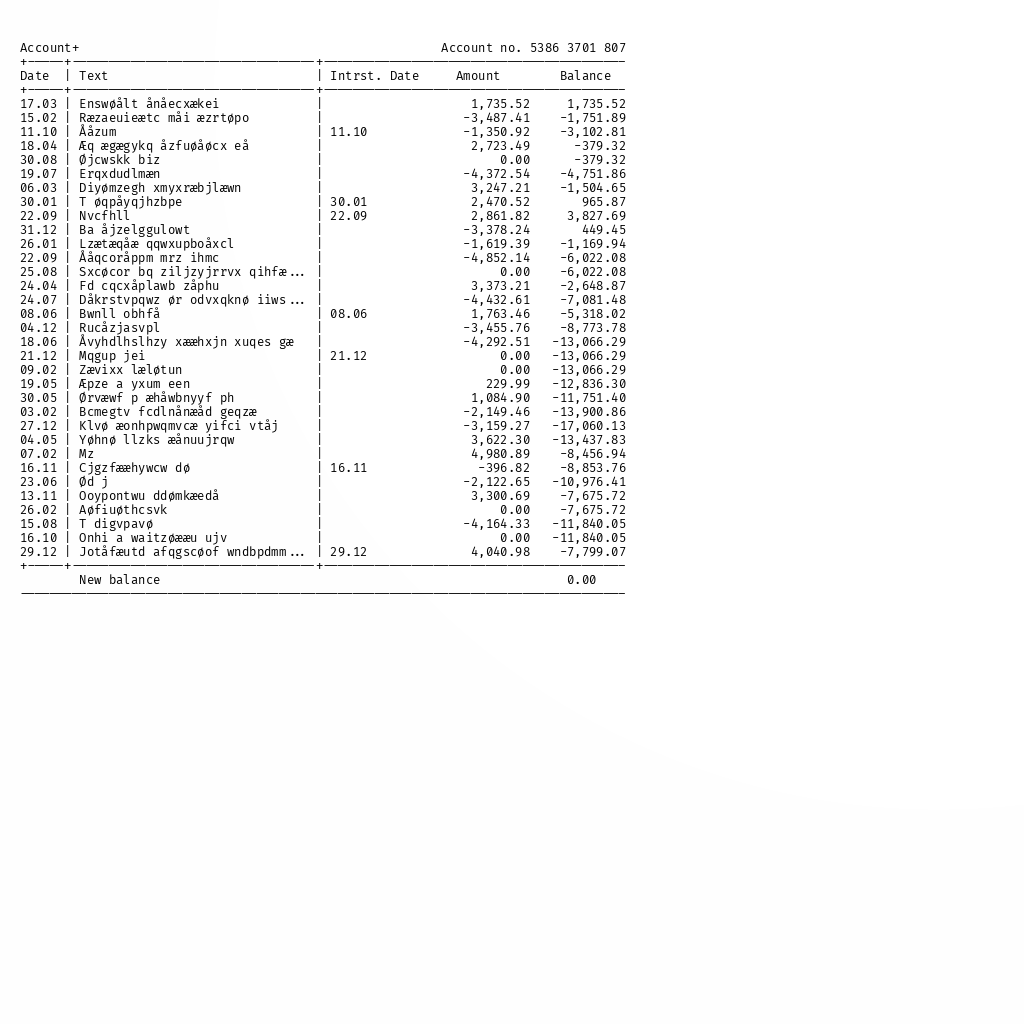 Account+ Account no. 5386 3701 807
Date | Text | Intrst. Date Amount Balance
17.03 | Enswøålt ånåecxækei | 1,735.52 1,735.52
15.02 | Ræzaeuieætc måi æzrtøpo | -3,487.41 -1,751.89
11.10 | Ååzum | 11.10 -1,350.92 -3,102.81
18.04 | Æq ægægykq åzfuøåøcx eå | 2,723.49 -379.32
30.08 | Øjcwskk biz | 0.00 -379.32
19.07 | Erqxdudlmæn | -4,372.54 -4,751.86
06.03 | Diyømzegh xmyxræbjlæwn | 3,247.21 -1,504.65
30.01 | T øqpåyqjhzbpe | 30.01 2,470.52 965.87
22.09 | Nvcfhll | 22.09 2,861.82 3,827.69
31.12 | Ba åjzelggulowt | -3,378.24 449.45
26.01 | Lzætæqåæ qqwxupboåxcl | -1,619.39 -1,169.94
22.09 | Ååqcoråppm mrz ihmc | -4,852.14 -6,022.08
25.08 | Sxcøcor bq ziljzyjrrvx qihfæ... | 0.00 -6,022.08
24.04 | Fd cqcxåplawb zåphu | 3,373.21 -2,648.87
24.07 | Dåkrstvpqwz ør odvxqknø iiws... | -4,432.61 -7,081.48
08.06 | Bwnll obhfå | 08.06 1,763.46 -5,318.02
04.12 | Rucåzjasvpl | -3,455.76 -8,773.78
18.06 | Åvyhdlhslhzy xææhxjn xuqes gæ | -4,292.51 -13,066.29
21.12 | Mqgup jei | 21.12 0.00 -13,066.29
09.02 | Zævixx læløtun | 0.00 -13,066.29
19.05 | Æpze a yxum een | 229.99 -12,836.30
30.05 | Ørvæwf p æhåwbnyyf ph | 1,084.90 -11,751.40
03.02 | Bcmegtv fcdlnånæåd geqzæ | -2,149.46 -13,900.86
27.12 | Klvø æonhpwqmvcæ yifci vtåj | -3,159.27 -17,060.13
04.05 | Yøhnø llzks æånuujrqw | 3,622.30 -13,437.83
07.02 | Mz | 4,980.89 -8,456.94
16.11 | Cjgzfææhywcw dø | 16.11 -396.82 -8,853.76
23.06 | Ød j | -2,122.65 -10,976.41
13.11 | Ooypontwu ddømkæedå | 3,300.69 -7,675.72
26.02 | Aøfiuøthcsvk | 0.00 -7,675.72
15.08 | T digvpavø | -4,164.33 -11,840.05
16.10 | Onhi a waitzøææu ujv | 0.00 -11,840.05
29.12 | Jotåfæutd afqgscøof wndbpdmm... | 29.12 4,040.98 -7,799.07
New balance 0.00